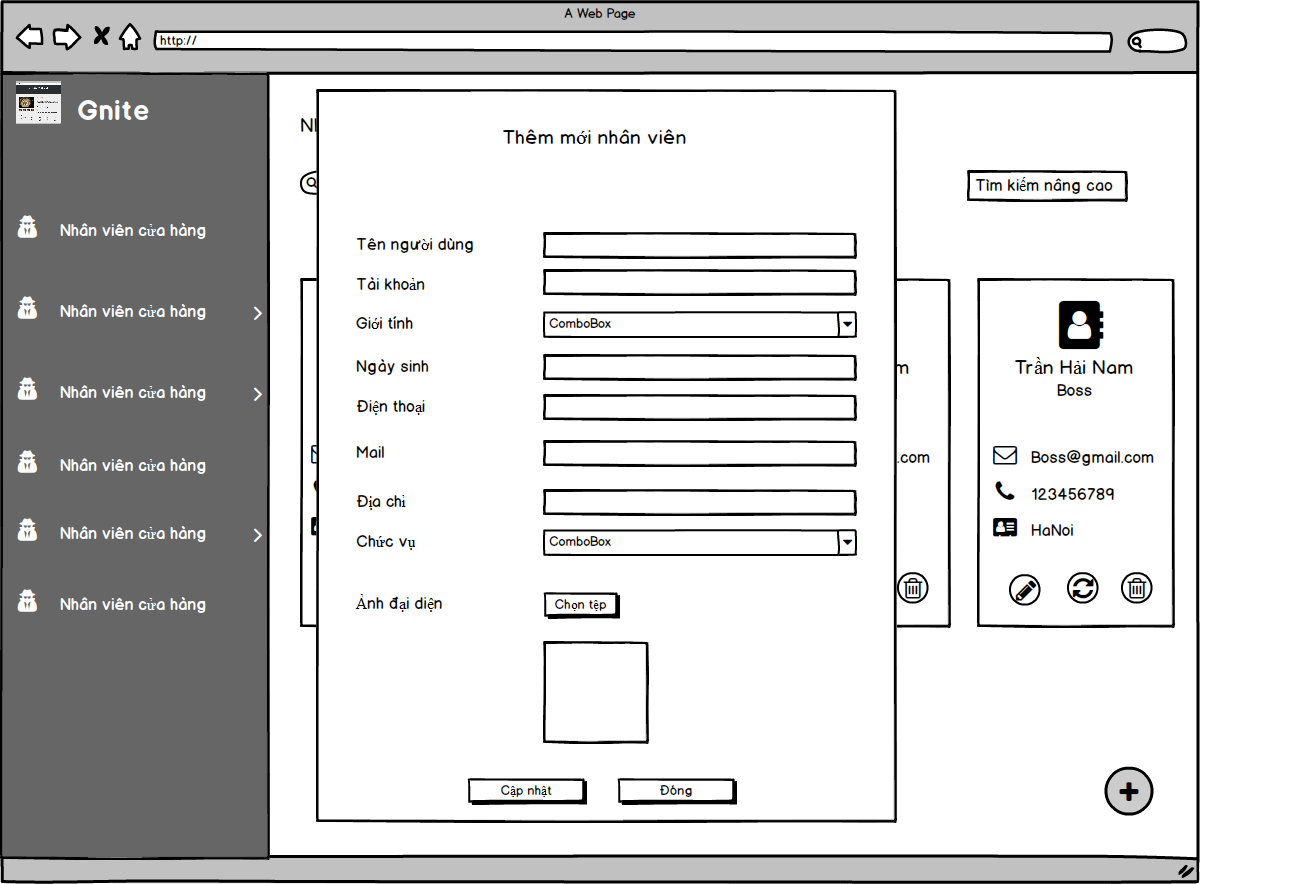 A Web Page
http://
Gnite
Nhân viên cửa hàng
Nhân viên cửa hàng
Nhân viên cửa hàng
Nhân viên cửa hàng
Nhân viên cửa hàng
Nhân viên cửa hàng
Thêm mới nhân viên
Tên người dùng
Tài khoản
Giới tính
ComboBox
Ngày sinh
Điện thoại
Mail
Địa chỉ
Chức vụ
ComboBox
Ảnh đại diện
Chọn tệp
Cập nhật
Đóng
Tìm kiếm nâng cao
m
.com
Trần Hải Nam
Boss
Boss@gmail.com
123456789
HaNoi